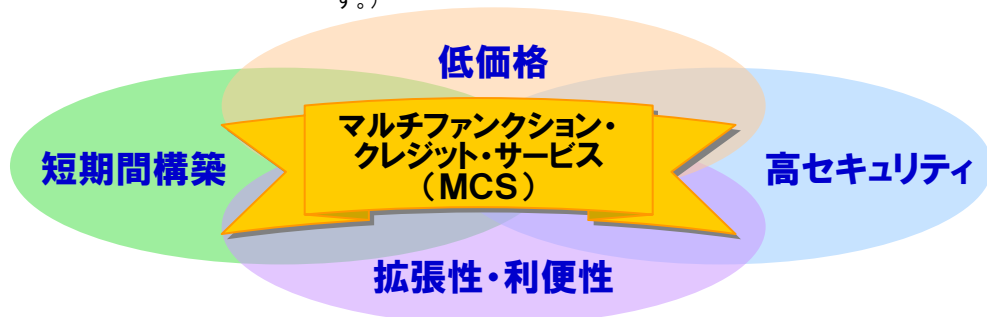 す。)
低価格
マルチファンクション・
クレジット・サービス
(MCS)
短期間構築
高セキュリティ
拡張性・利便性